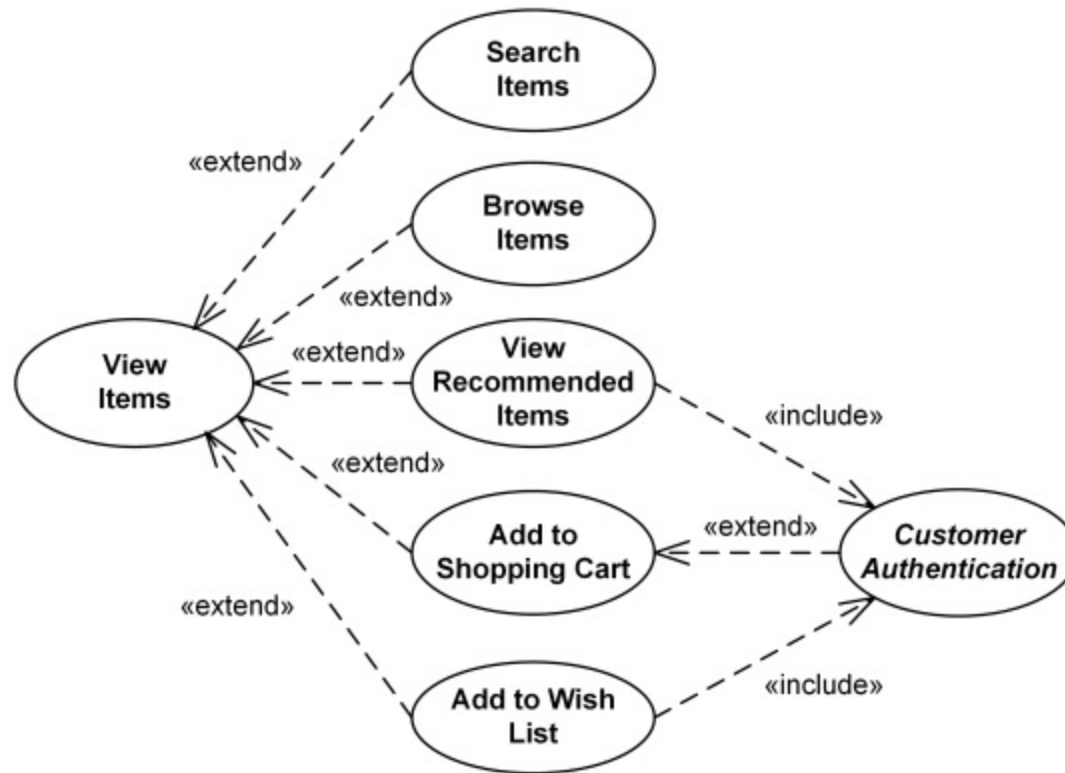 Search
Items
«extend»
Browse
Items
«extend»
«extend»
View
Items
View
Recommended
Items
«include»
«extend»
«extend»
Add to
Shopping Cart
Customer
Authentication
«extend»
Add to Wish
List
«include»